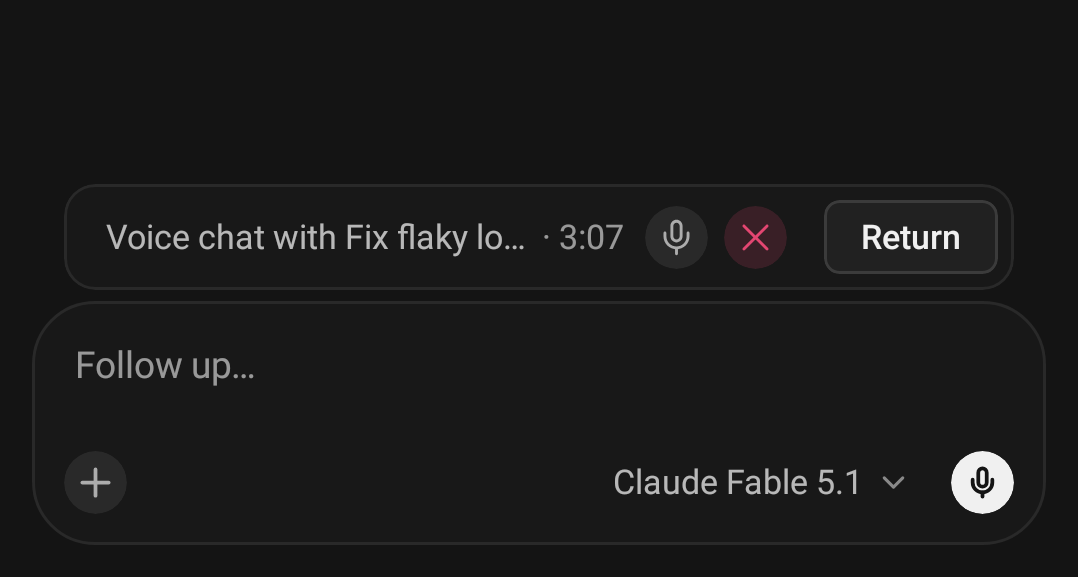 Voice chat with Fix flaky lo... · 3:07 Return
Follow up...
Claude Fable 5.1